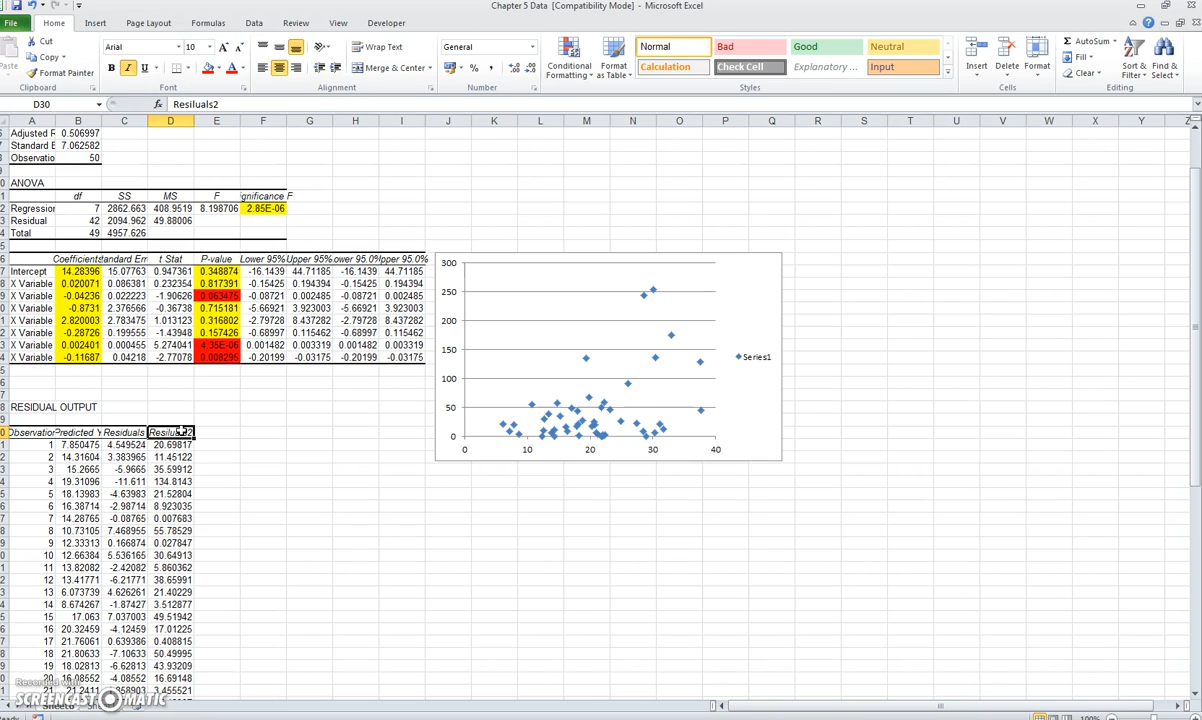 Chapter 5 Data [Compatibility Mode] - Microsoft Excel
File Home Insert Page Layout Formulas Data Review View Developer
Cut
Copy
Format Painter
Paste
Clipboard
Arial 10
B I U
Font
Wrap Text
Merge & Center
Alignment
General
$ % ,
Number
Conditional Formatting
Format as Table
Normal Bad Good Neutral
Calculation Check Cell Explanatory ... Input
Styles
Insert Delete Format
Cells
AutoSum
Fill
Clear
Sort & Filter
Find & Select
Editing
D30 fx Resiluals2
A B C D E F G H I J K L M N O P Q R S T U V W X Y Z
Adjusted R 0.506997
Standard E 7.062582
Observatio 50
ANOVA
df SS MS F ignificance F
Regression 7 2862.663 408.9519 8.198706 2.85E-06
Residual 42 2094.962 49.88006
Total 49 4957.626
Coefficients tandard Err t Stat P-value Lower 95% Upper 95% ower 95.0% pper 95.0%
Intercept 14.28396 15.07763 0.947361 0.348874 -16.1439 44.71185 -16.1439 44.71185
X Variable 0.020071 0.086381 0.232354 0.817391 -0.15425 0.194394 -0.15425 0.194394
X Variable -0.04236 0.022223 -1.90626 0.063475 -0.08721 0.002485 -0.08721 0.002485
X Variable -0.8731 2.376566 -0.36738 0.715181 -5.66921 3.923003 -5.66921 3.923003
X Variable 2.820003 2.783475 1.013123 0.316802 -2.79728 8.437282 -2.79728 8.437282
X Variable -0.28726 0.199555 -1.43948 0.157426 -0.68997 0.115462 -0.68997 0.115462
X Variable 0.002401 0.000455 5.274041 4.35E-06 0.001482 0.003319 0.001482 0.003319
X Variable -0.11687 0.04218 -2.77078 0.008295 -0.20199 -0.03175 -0.20199 -0.03175
300
250
200
150
100
50
0
0 10 20 30 40
Series1
RESIDUAL OUTPUT
Observation Predicted Y Residuals
1 7.850475 4.549524 20.69817
2 14.31604 3.383965 11.45122
3 15.2665 -5.9665 35.59912
4 19.31096 -11.611 134.8143
5 18.13983 -4.63983 21.52804
6 16.38714 -2.98714 8.923035
7 14.28765 -0.08765 0.007683
8 10.73105 7.468955 55.78529
9 12.33313 0.166874 0.027847
10 12.66384 5.536165 30.64913
11 13.82082 -2.42082 5.860362
12 13.41771 -6.21771 38.65991
13 6.073739 4.626261 21.40229
14 8.674267 -1.87427 3.512877
15 17.063 7.037003 49.51942
16 20.32459 -4.12459 17.01225
17 21.76061 0.639386 0.408815
18 21.80633 -7.10633 50.49995
19 18.02813 -6.62813 43.93209
20 16.08552 -4.08552 16.69148
21 21.2411 3.455521
Recorded with
SCREENCAST MATIC
100%